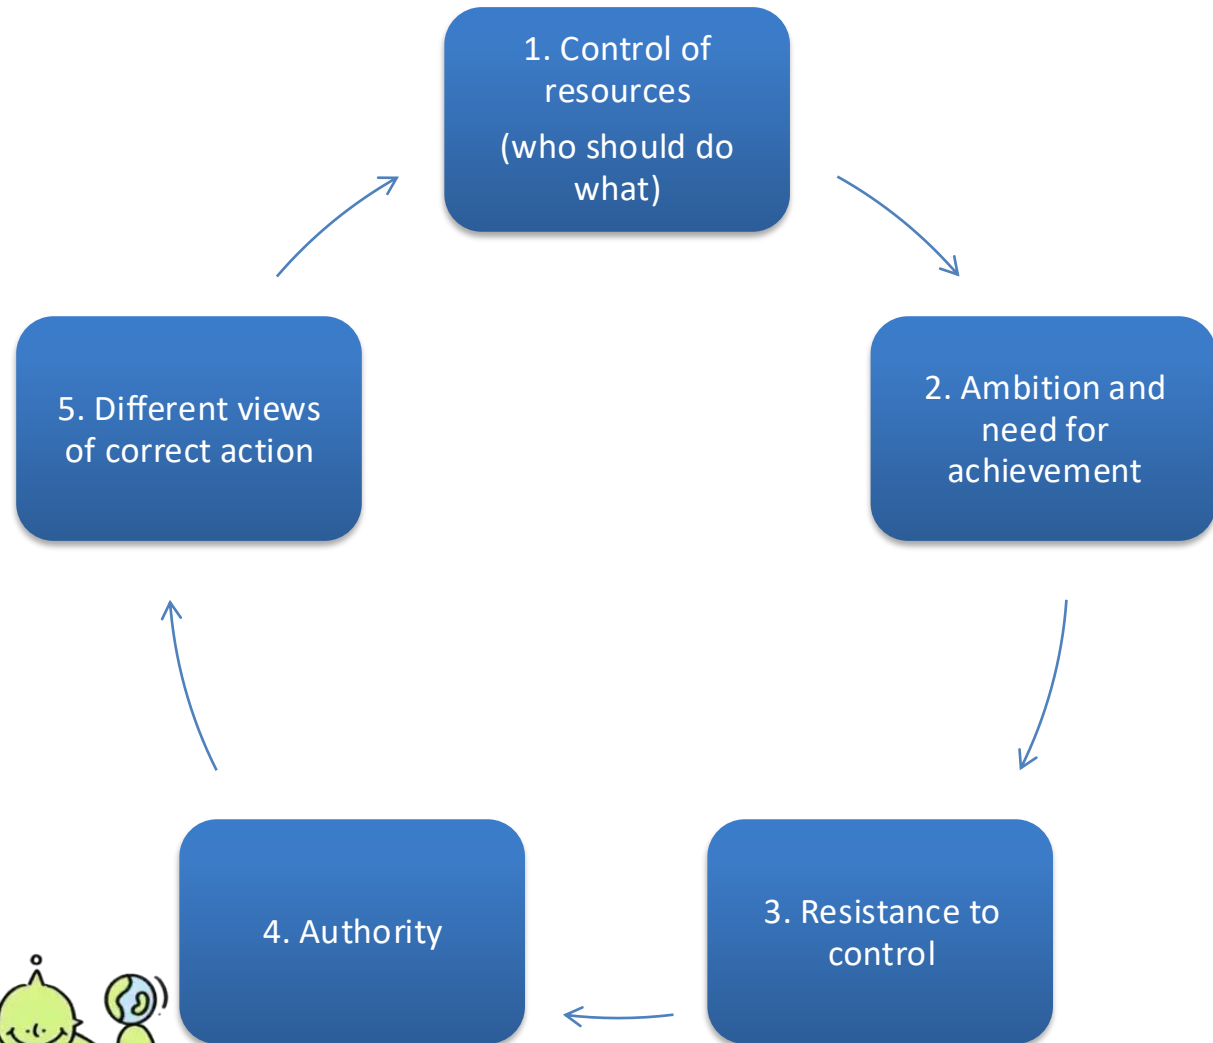 1. Control of
resources
(who should do
what)
2. Ambition and
need for
achievement
3. Resistance to
control
4. Authority
5. Different views
of correct action